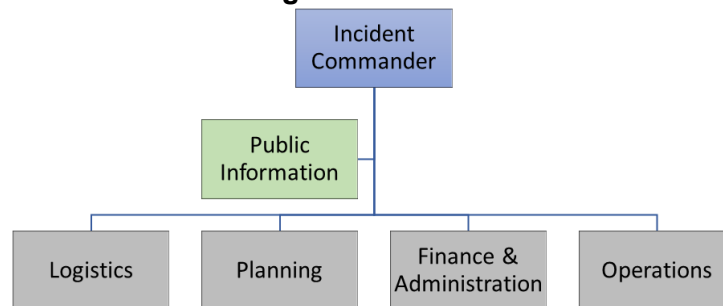 Incident
Commander
Public
Information
Logistics
Planning
Finance &
Administration
Operations